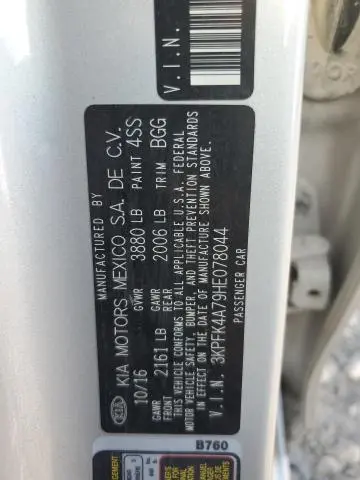 V.I.N.
MANUFACTURED BY
KIA KIA MOTORS MEXICO S.A. DE C.V.
10/16 GVWR 3880 LB PAINT 4SS
GAWR FRONT 2161 LB GAWR REAR 2006 LB TRIM BGG
THIS VEHICLE CONFORMS TO ALL APPLICABLE U.S.A. FEDERAL
MOTOR VEHICLE SAFETY, BUMPER, AND THEFT PREVENTION STANDARDS
IN EFFECT ON THE DATE OF MANUFACTURE SHOWN ABOVE.
V.I.N. 3KPFK4A79HE078044
PASSENGER CAR
B760